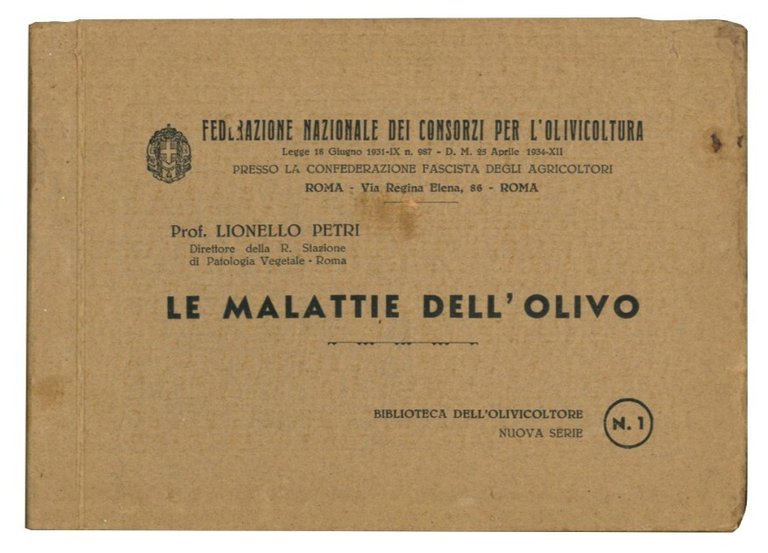 FEDERAZIONE NAZIONALE DEI CONSORZI PER L'OLIVICOLTURA
Legge 18 Giugno 1931-IX n. 987 - D. M. 25 Aprile 1934-XII
PRESSO LA CONFEDERAZIONE FASCISTA DEGLI AGRICOLTORI
ROMA - Via Regina Elena, 86 - ROMA
Prof. LIONELLO PETRI
Direttore della R. Stazione
di Patologia Vegetale - Roma
LE MALATTIE DELL'OLIVO
BIBLIOTECA DELL'OLIVICOLTORE
NUOVA SERIE
N. 1